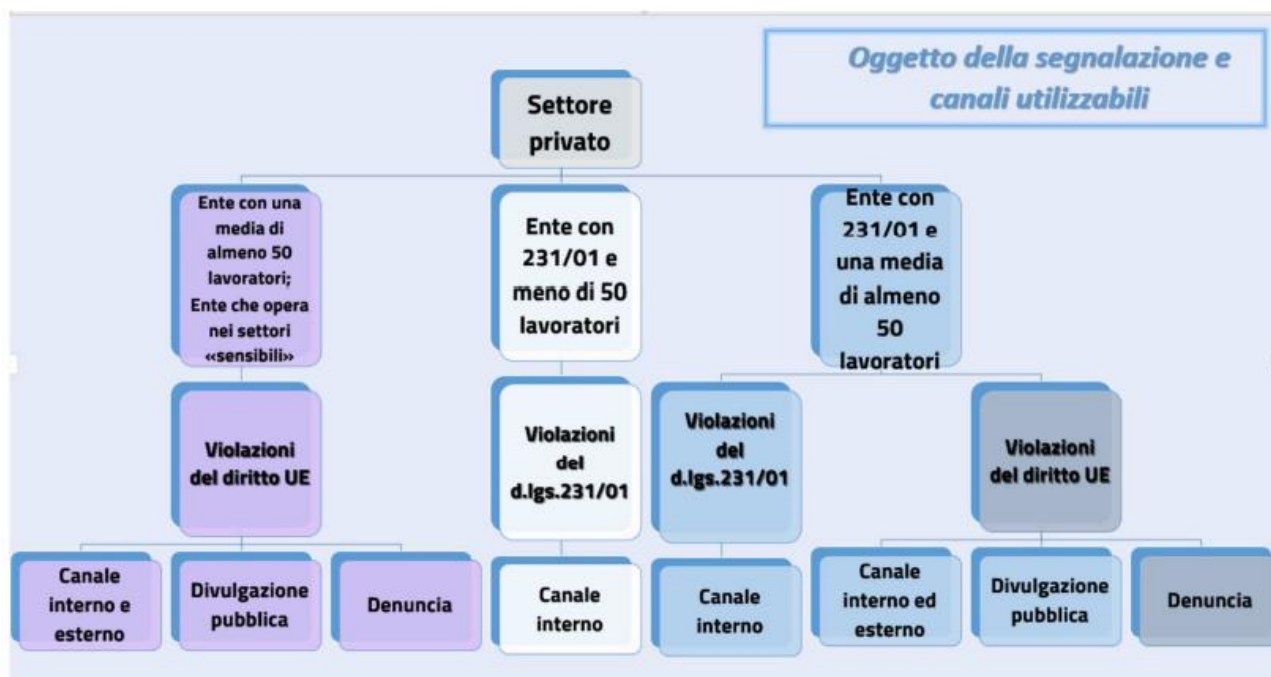 Oggetto della segnalazione e
canali utilizzabili
Settore
privato
Ente con una
media di
almeno 50
lavoratori;
Ente che opera
nei settori
«sensibili»
Ente con
231/01 e
meno di 50
lavoratori
Ente con
231/01 e
una media
di almeno
50
lavoratori
Violazioni
del diritto UE
Violazioni
del
d.lgs.231/01
Violazioni
del
d.lgs.231/01
Violazioni
del diritto UE
Canale
interno e
esterno
Divulgazione
pubblica
Denuncia
Canale
interno
Canale
interno
Canale
interno ed
esterno
Divulgazione
pubblica
Denuncia